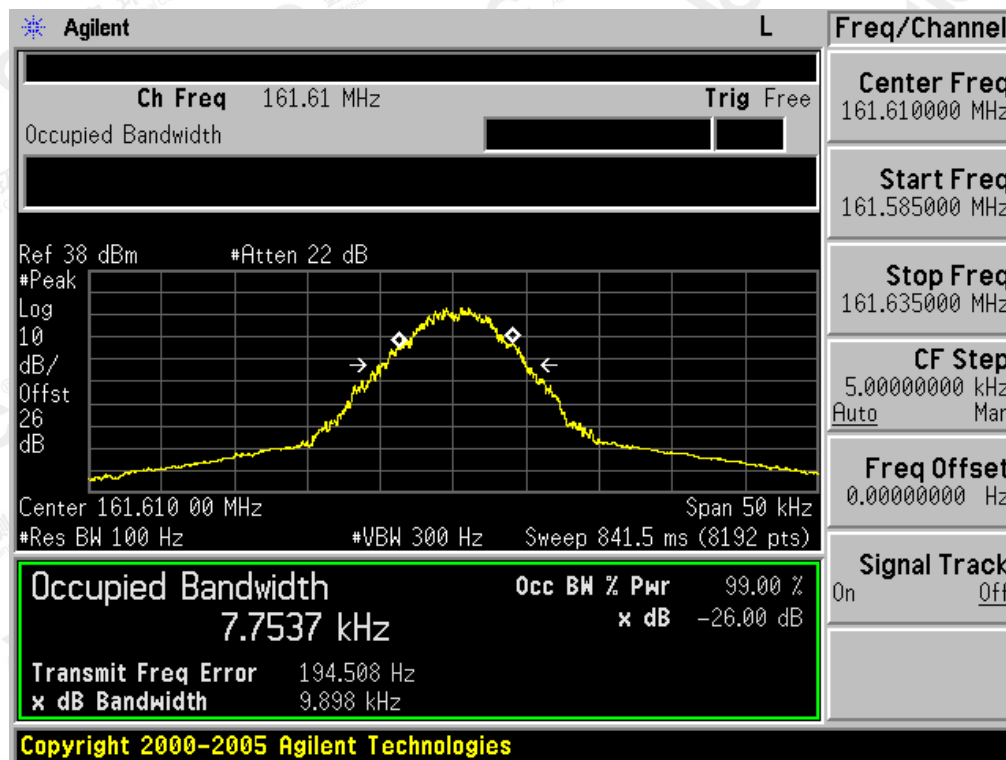 Agilent L
Freq/Channel
Ch Freq 161.61 MHz Trig Free
Occupied Bandwidth
Center Freq
161.610000 MHz
Start Freq
161.585000 MHz
Stop Freq
161.635000 MHz
CF Step
5.00000000 kHz
Auto Man
Freq Offset
0.00000000 Hz
Signal Track
On Off
Ref 38 dBm #Atten 22 dB
#Peak
Log
10
dB/
Offst
26
dB
Center 161.610 00 MHz Span 50 kHz
#Res BW 100 Hz #VBW 300 Hz Sweep 841.5 ms (8192 pts)
Occupied Bandwidth
7.7537 kHz
Occ BW % Pwr 99.00 %
x dB -26.00 dB
Transmit Freq Error 194.508 Hz
x dB Bandwidth 9.898 kHz
Copyright 2000-2005 Agilent Technologies